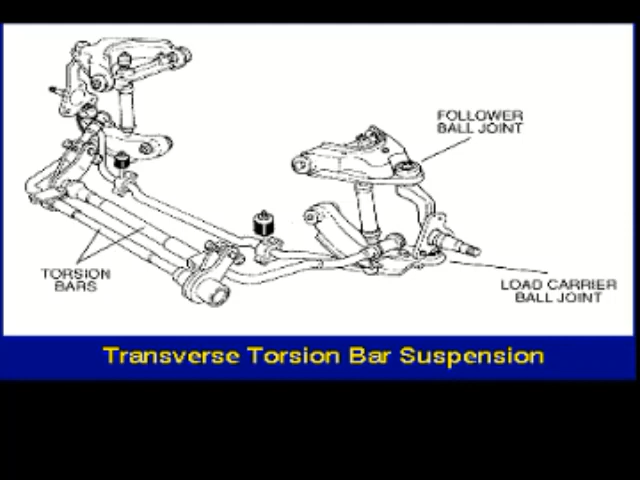 FOLLOWER
BALL JOINT
TORSION
BARS
LOAD CARRIER
BALL JOINT
Transverse Torsion Bar Suspension